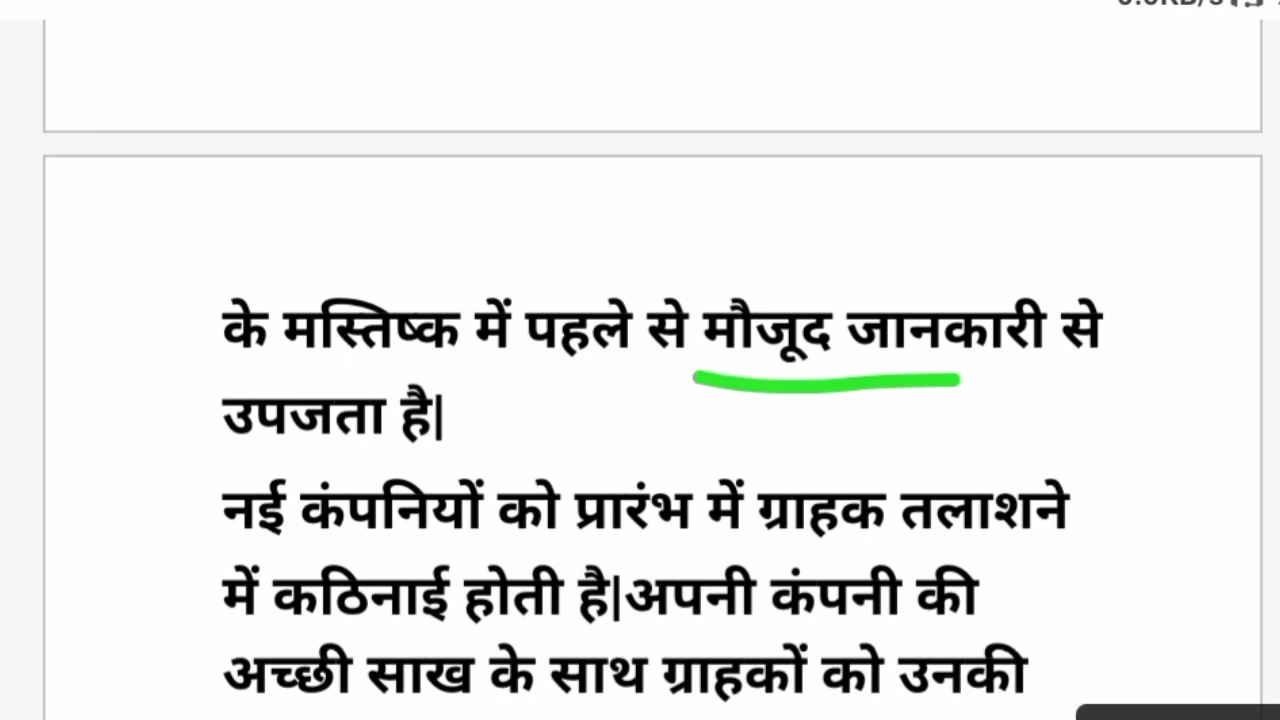 के मस्तिष्क में पहले से मौजूद जानकारी से
उपजता है|
नई कंपनियों को प्रारंभ में ग्राहक तलाशने
में कठिनाई होती है|अपनी कंपनी की
अच्छी साख के साथ ग्राहकों को उनकी